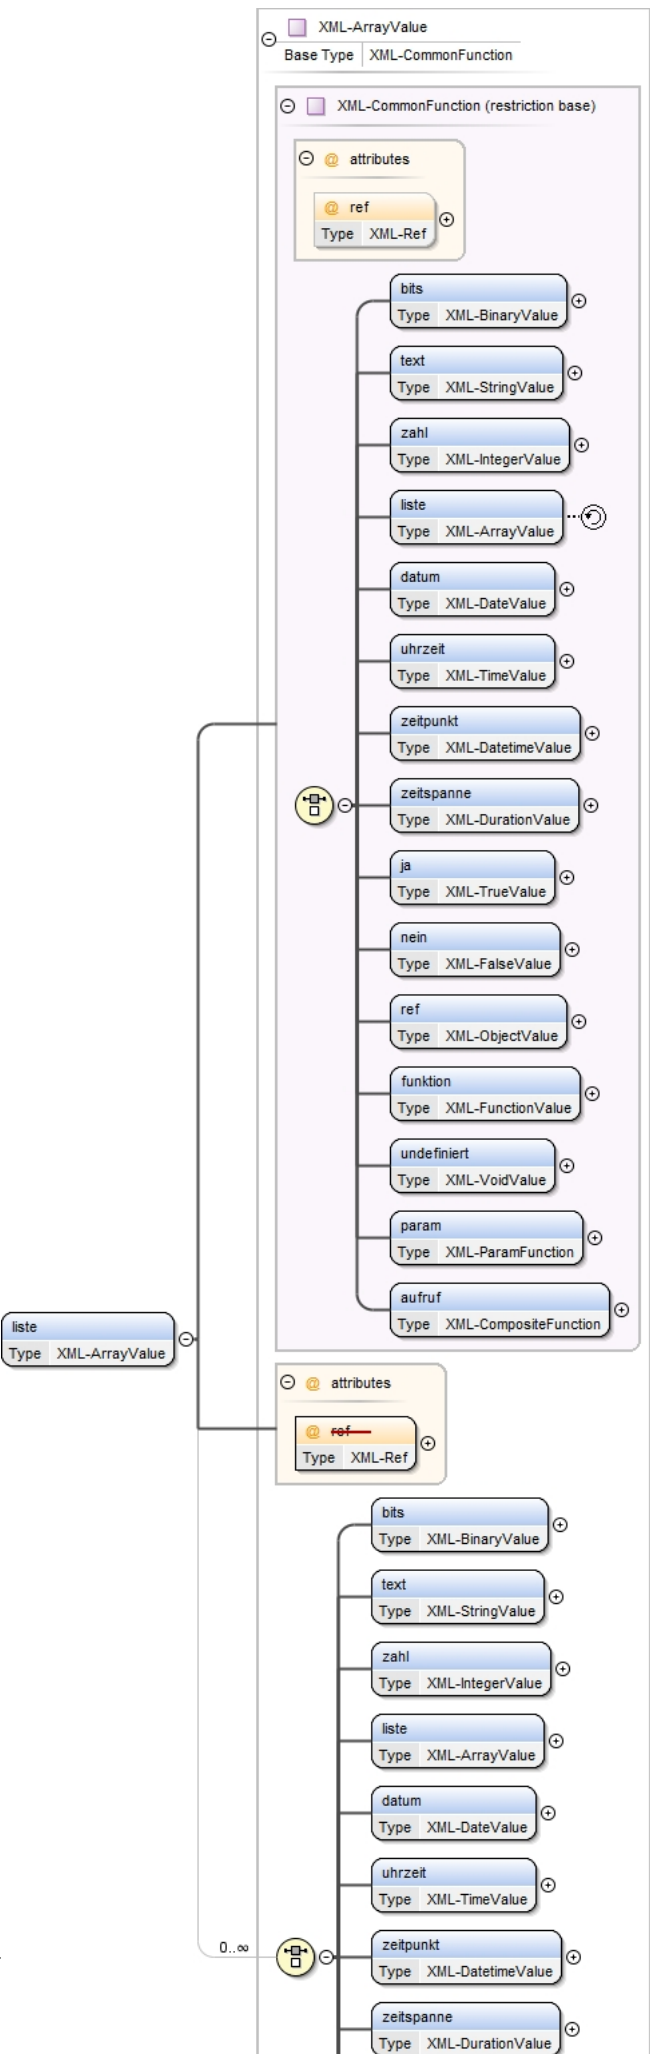 XML-ArrayValue
Base Type XML-CommonFunction
XML-CommonFunction (restriction base)
@ attributes
@ ref
Type XML-Ref
bits
Type XML-BinaryValue
text
Type XML-StringValue
zahl
Type XML-IntegerValue
liste
Type XML-ArrayValue
datum
Type XML-DateValue
uhrzeit
Type XML-TimeValue
zeitpunkt
Type XML-DatetimeValue
zeitspanne
Type XML-DurationValue
ja
Type XML-TrueValue
nein
Type XML-FalseValue
ref
Type XML-ObjectValue
funktion
Type XML-FunctionValue
undefiniert
Type XML-VoidValue
param
Type XML-ParamFunction
aufruf
Type XML-CompositeFunction
liste
Type XML-ArrayValue
@ attributes
@ ref
Type XML-Ref
bits
Type XML-BinaryValue
text
Type XML-StringValue
zahl
Type XML-IntegerValue
liste
Type XML-ArrayValue
datum
Type XML-DateValue
uhrzeit
Type XML-TimeValue
0..∞
zeitpunkt
Type XML-DatetimeValue
zeitspanne
Type XML-DurationValue